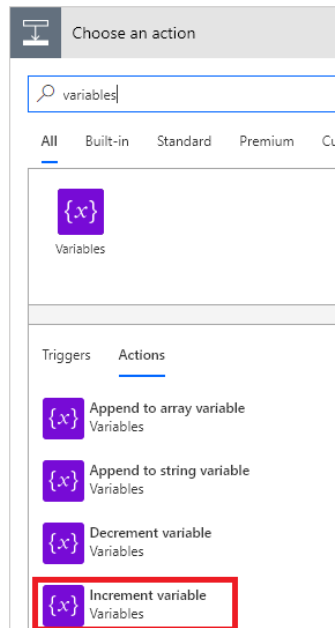 Choose an action
variables
All Built-in Standard Premium Cu
{x}
Variables
Triggers Actions
{x} Append to array variable
Variables
{x} Append to string variable
Variables
{x} Decrement variable
Variables
{x} Increment variable
Variables